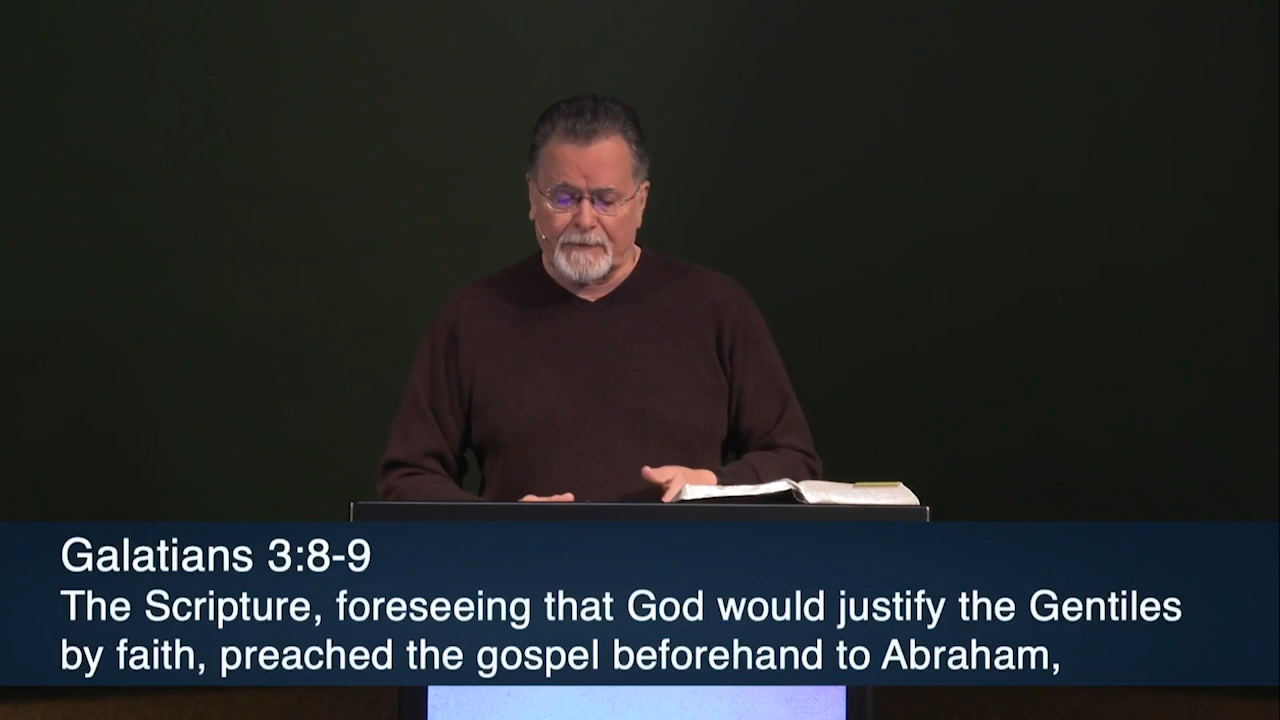 Galatians 3:8-9
The Scripture, foreseeing that God would justify the Gentiles
by faith, preached the gospel beforehand to Abraham,